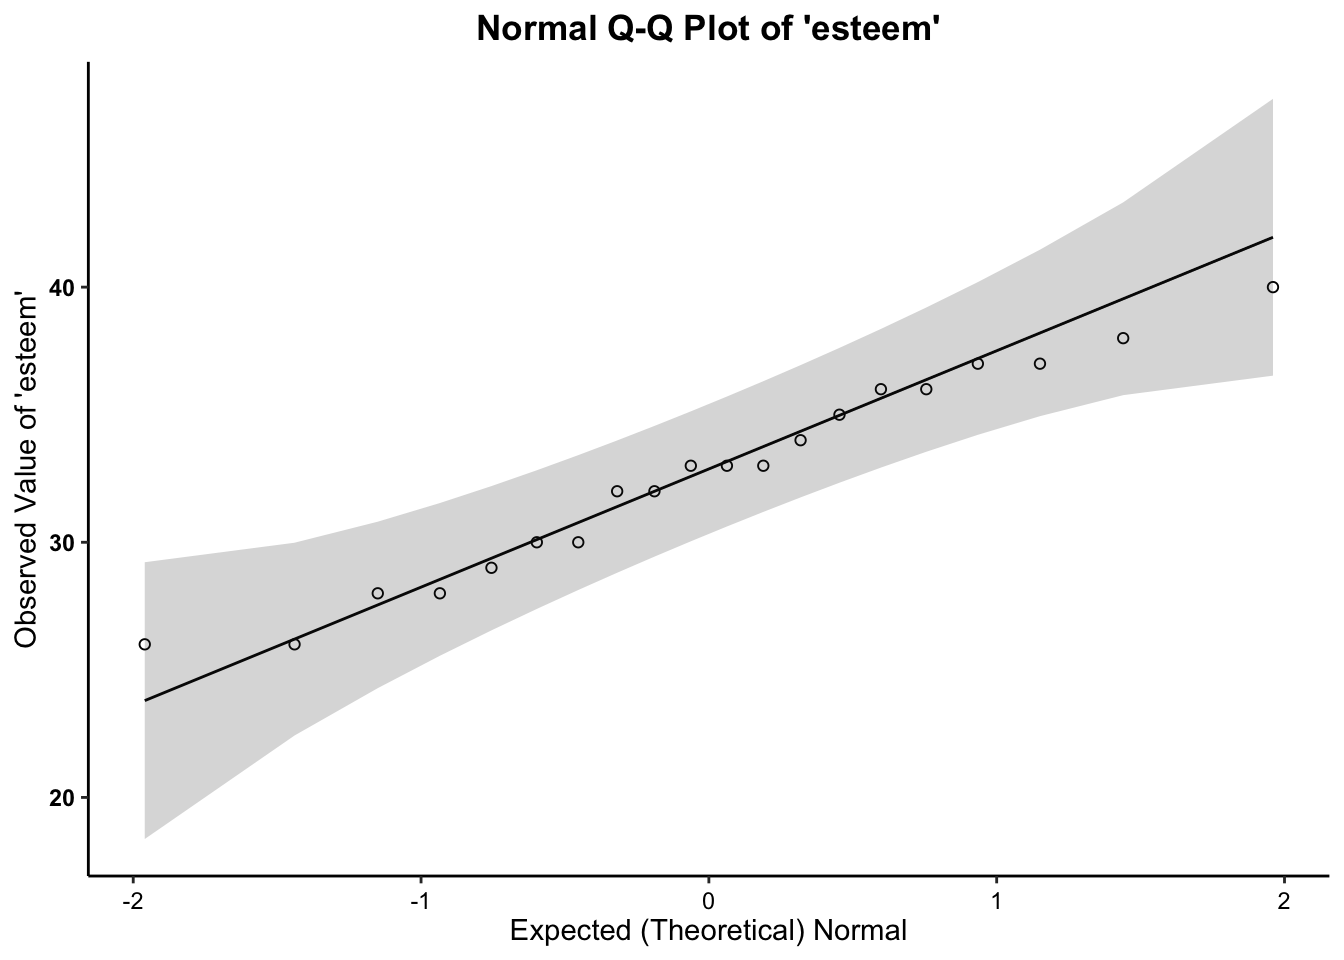 Normal Q-Q Plot of 'esteem'
Observed Value of 'esteem'
40
30
20
-2
-1
0
1
2
Expected (Theoretical) Normal